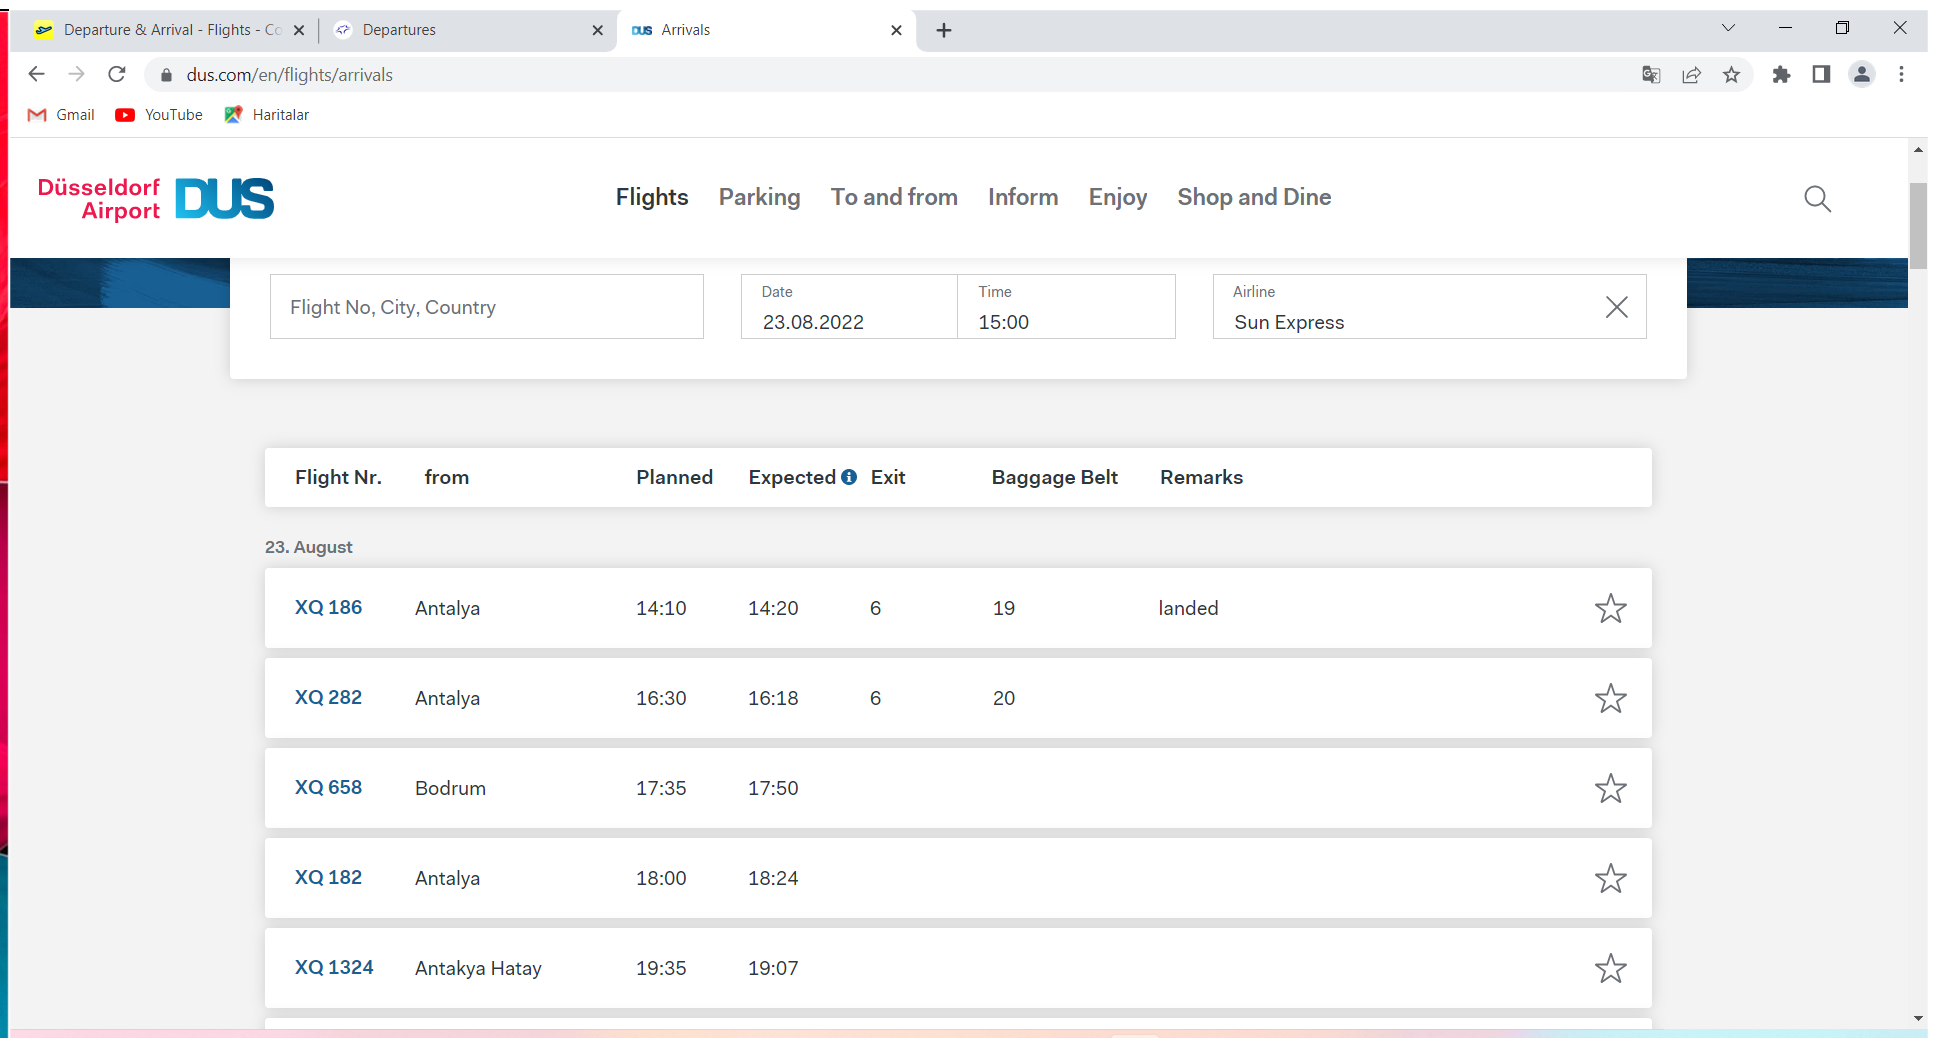 Departure & Arrival - Flights - Co
Departures
Arrivals
dus.com/en/flights/arrivals
Gmail
YouTube
Haritalar
Düsseldorf
Airport
DUS
Flights Parking To and from Inform Enjoy Shop and Dine
Flight No, City, Country
Date
23.08.2022
Time
15:00
Airline
Sun Express
Flight Nr. from Planned Expected Exit Baggage Belt Remarks
23. August
XQ 186 Antalya 14:10 14:20 6 19 landed
XQ 282 Antalya 16:30 16:18 6 20
XQ 658 Bodrum 17:35 17:50
XQ 182 Antalya 18:00 18:24
XQ 1324 Antakya Hatay 19:35 19:07